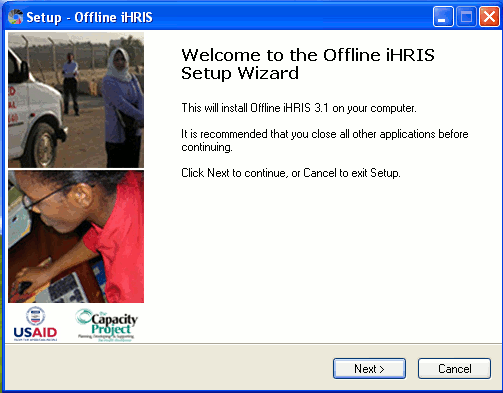 Setup - Offline iHRIS
Welcome to the Offline iHRIS
Setup Wizard
This will install Offline iHRIS 3.1 on your computer.
It is recommended that you close all other applications before
continuing.
Click Next to continue, or Cancel to exit Setup.
USAID
The
Capacity
Project
Next >
Cancel